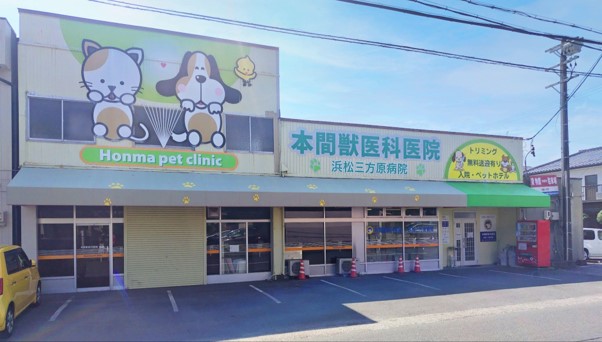 Honma pet clinic
本間獣医科医院
浜松三方原病院
トリミング
無料送迎有り
入院・ペットホテル